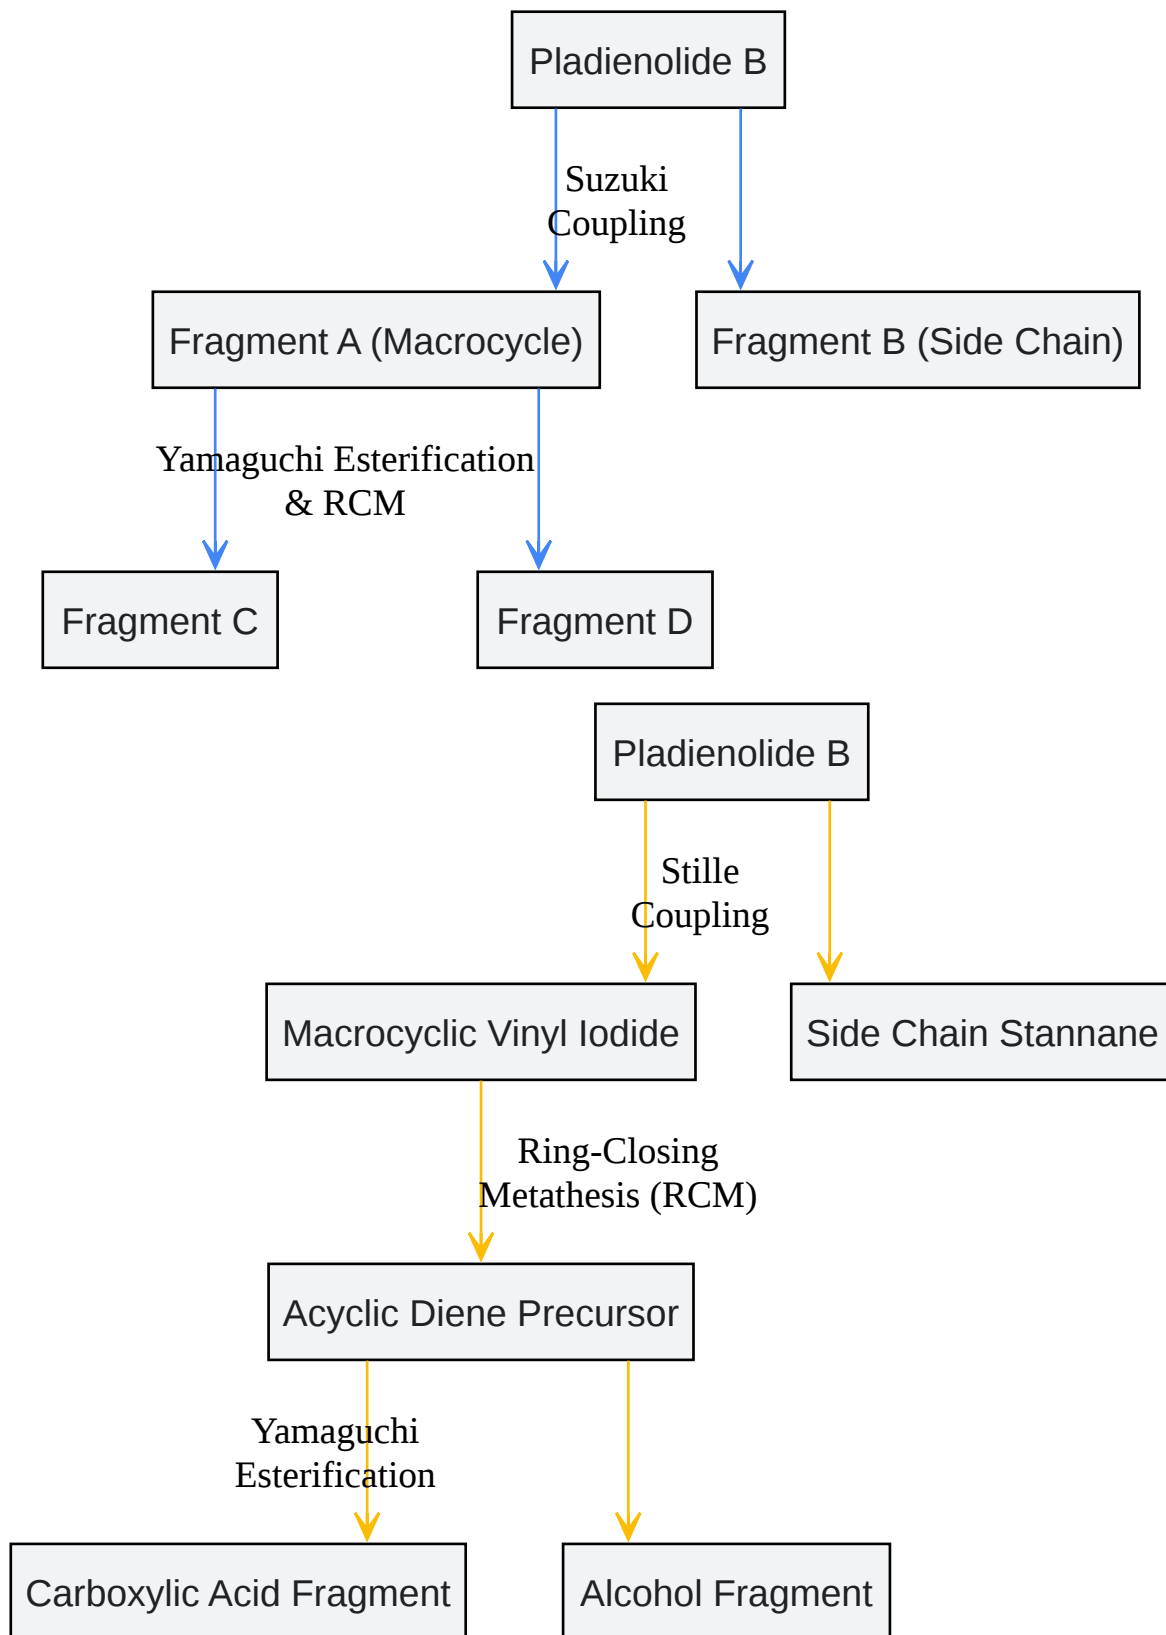 Pladienolide B
Suzuki
Coupling
Fragment A (Macrocycle)
Fragment B (Side Chain)
Yamaguchi Esterification
& RCM
Fragment C
Fragment D
Pladienolide B
Stille
Coupling
Macrocyclic Vinyl Iodide
Side Chain Stannane
Ring-Closing
Metathesis (RCM)
Acyclic Diene Precursor
Yamaguchi
Esterification
Carboxylic Acid Fragment
Alcohol Fragment